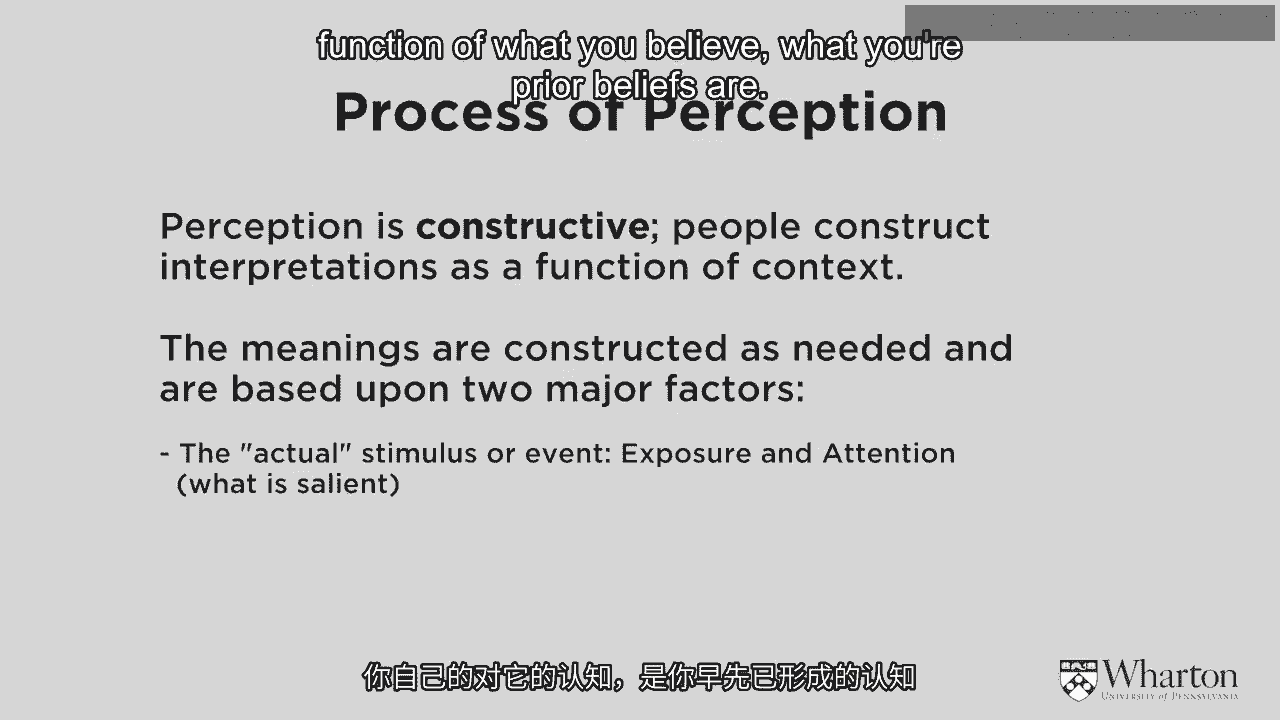 function of what you believe, what you're
prior beliefs are.
Process of Perception
Perception is constructive; people construct
interpretations as a function of context.
The meanings are constructed as needed and
are based upon two major factors:
- The "actual" stimulus or event: Exposure and Attention
(what is salient)
你自己的对它的认知，是你早先已形成的认知
Wharton
UNIVERSITY of PENNSYLVANIA